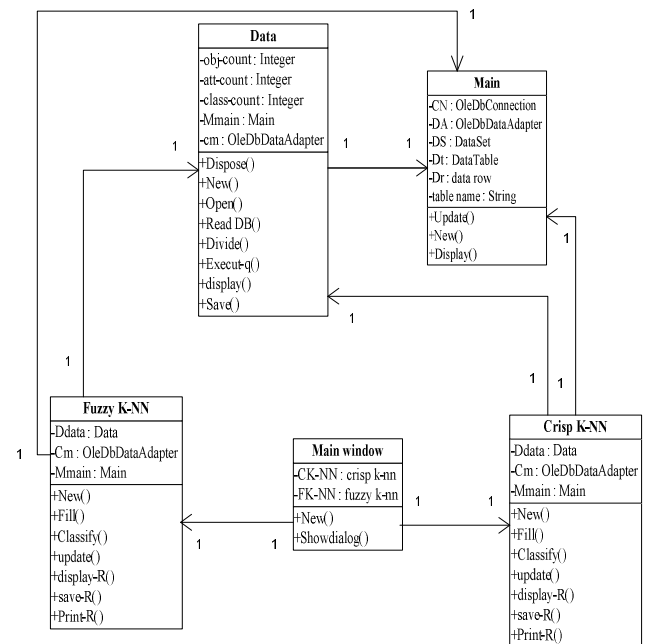 1
Data
-obj-count : Integer
-att-count : Integer
-class-count : Integer
-Mmain : Main
-cm : OleDbDataAdapter
+Dispose()
+New()
+Open()
+Read DB()
+Divide()
+Execut-q()
+display()
+Save()
Main
-CN : OleDbConnection
-DA : OleDbDataAdapter
-DS : DataSet
-Dt : DataTable
-Dr : data row
-table name : String
+Update()
+New()
+Display()
1
1
1
1
1
1
1
1
1
Fuzzy K-NN
-Ddata : Data
-Cm : OleDbDataAdapter
-Mmain : Main
+New()
+Fill()
+Classify()
+update()
+display-R()
+save-R()
+Print-R()
Main window
-CK-NN : crisp k-nn
-FK-NN : fuzzy k-nn
+New()
+Showdialog()
Crisp K-NN
-Ddata : Data
-Cm : OleDbDataAdapter
-Mmain : Main
+New()
+Fill()
+Classify()
+update()
+display-R()
+save-R()
+Print-R()
1
1
1
1